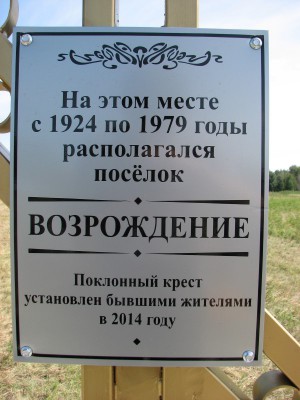 На этом месте
с 1924 по 1979 годы
располагался
посёлок
ВОЗРОЖДЕНИЕ
Поклонный крест
установлен бывшими жителями
в 2014 году